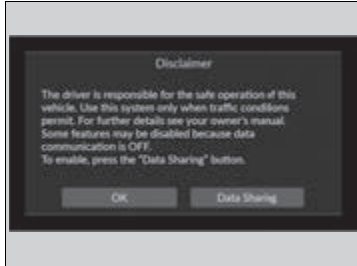 Disclaimer
The driver is responsible for the safe operation of this
vehicle. Use this system only when traffic conditions
permit. For further details see your owner's manual.
Some features may be disabled because data
communication is OFF.
To enable, press the "Data Sharing" button.
OK
Data Sharing